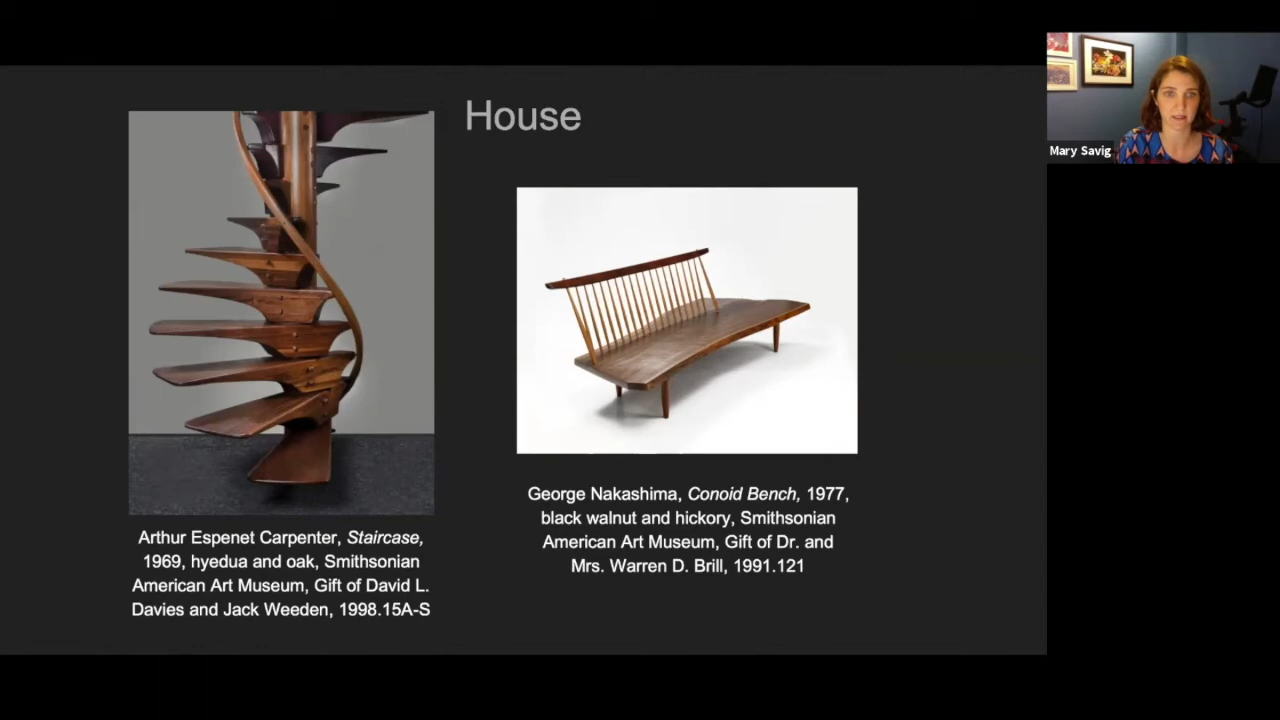 House
Mary Savig
Arthur Espenet Carpenter, Staircase,
1969, hyedua and oak, Smithsonian
American Art Museum, Gift of David L.
Davies and Jack Weeden, 1998.15A-S
George Nakashima, Conoid Bench, 1977,
black walnut and hickory, Smithsonian
American Art Museum, Gift of Dr. and
Mrs. Warren D. Brill, 1991.121